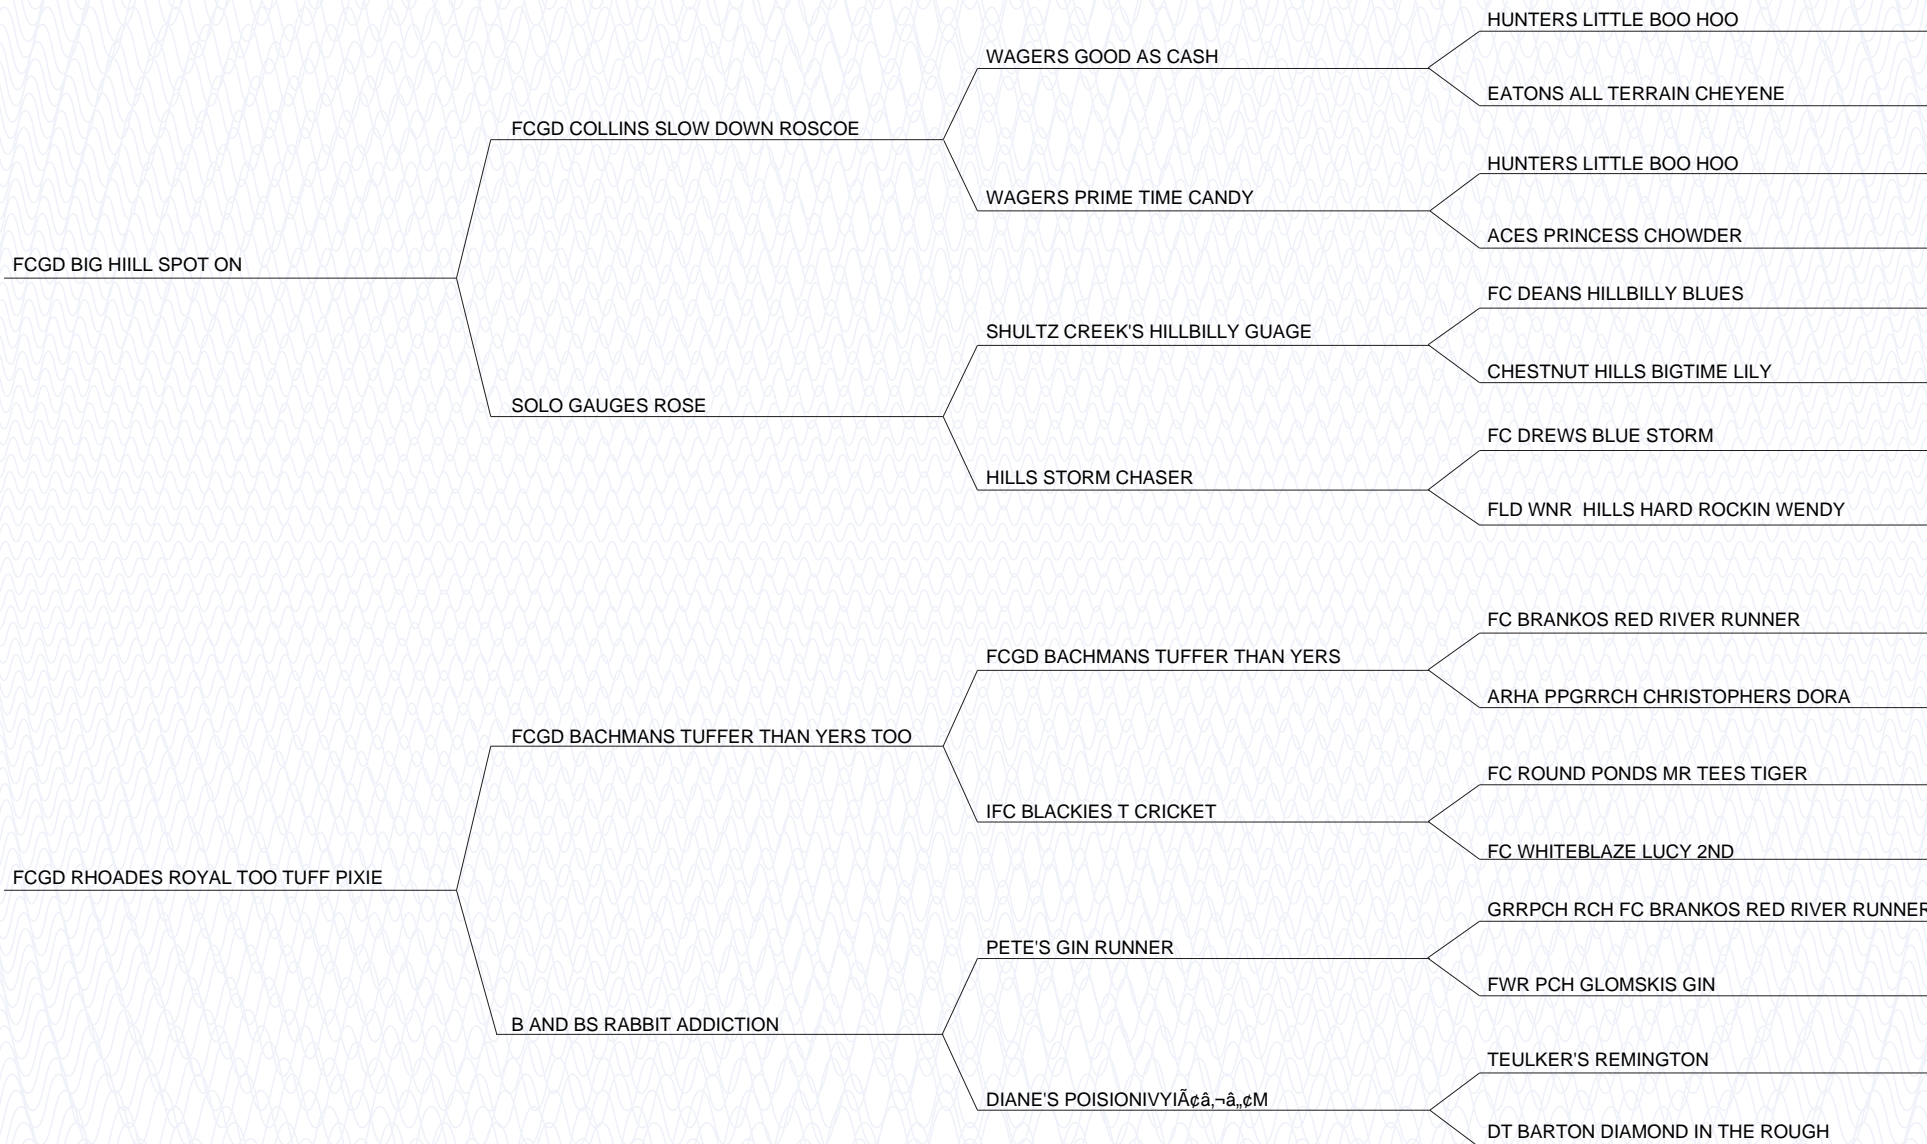 HUNTERS LITTLE BOO HOO
WAGERS GOOD AS CASH
EATONS ALL TERRAIN CHEYENE
FCGD COLLINS SLOW DOWN ROSCOE
HUNTERS LITTLE BOO HOO
WAGERS PRIME TIME CANDY
ACES PRINCESS CHOWDER
FCGD BIG HIILL SPOT ON
FC DEANS HILLBILLY BLUES
SHULTZ CREEK'S HILLBILLY GUAGE
CHESTNUT HILLS BIGTIME LILY
SOLO GAUGES ROSE
FC DREWS BLUE STORM
HILLS STORM CHASER
FLD WNR  HILLS HARD ROCKIN WENDY
FC BRANKOS RED RIVER RUNNER
FCGD BACHMANS TUFFER THAN YERS
ARHA PPGRRCH CHRISTOPHERS DORA
FCGD BACHMANS TUFFER THAN YERS TOO
FC ROUND PONDS MR TEES TIGER
IFC BLACKIES T CRICKET
FC WHITEBLAZE LUCY 2ND
FCGD RHOADES ROYAL TOO TUFF PIXIE
GRRPCH RCH FC BRANKOS RED RIVER RUNNER
PETE'S GIN RUNNER
FWR PCH GLOMSKIS GIN
B AND BS RABBIT ADDICTION
TEULKER'S REMINGTON
DIANE'S POISIONIVYIÃ¢â‚¬â„¢M
DT BARTON DIAMOND IN THE ROUGH